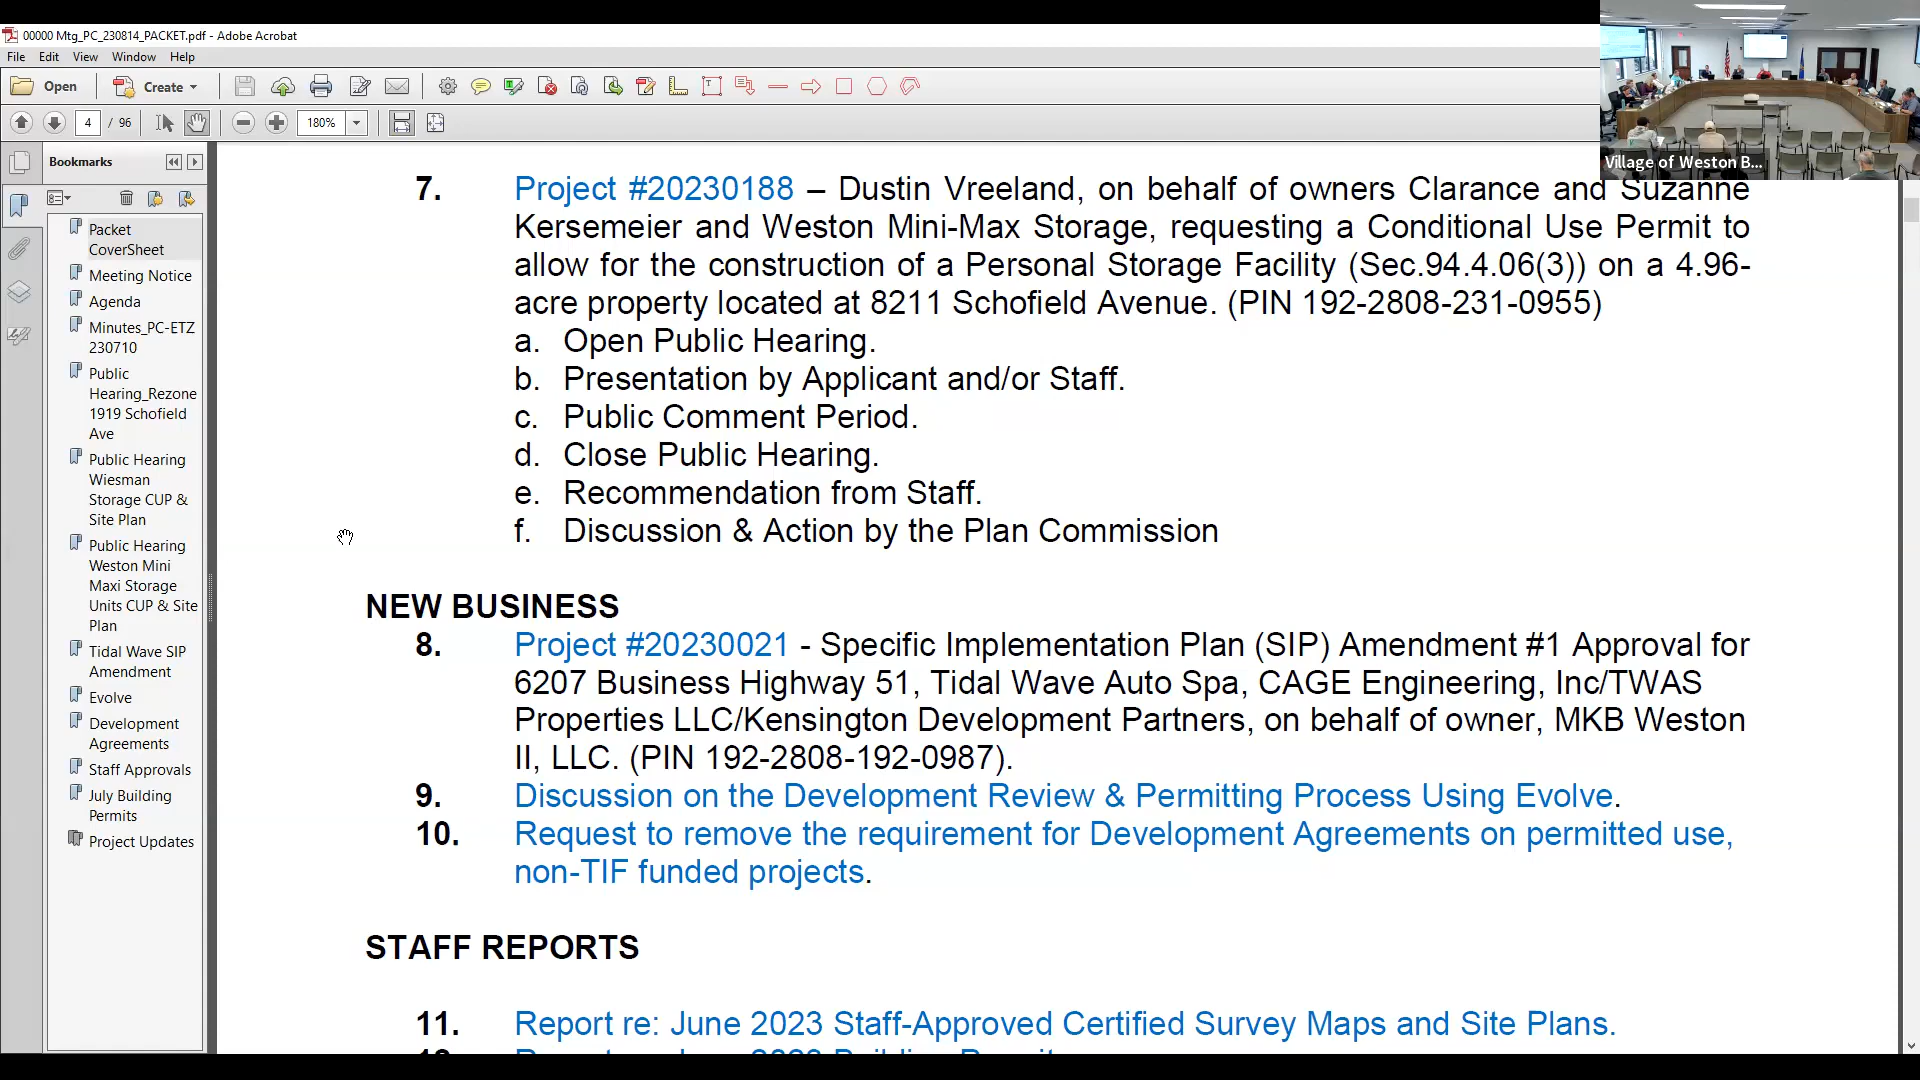 00000 Mtg_PC_230814_PACKET.pdf - Adobe Acrobat
File Edit View Window Help
Open Create
4 / 96 180%
Village of Weston B...
Bookmarks
Packet
CoverSheet
Meeting Notice
Agenda
Minutes_PC-ETZ
230710
Public
Hearing_Rezone
1919 Schofield
Ave
Public Hearing
Wiesman
Storage CUP &
Site Plan
Public Hearing
Weston Mini
Maxi Storage
Units CUP & Site
Plan
Tidal Wave SIP
Amendment
Evolve
Development
Agreements
Staff Approvals
July Building
Permits
Project Updates
7. Project #20230188 – Dustin Vreeland, on behalf of owners Clarance and Suzanne
Kersemeier and Weston Mini-Max Storage, requesting a Conditional Use Permit to
allow for the construction of a Personal Storage Facility (Sec.94.4.06(3)) on a 4.96-
acre property located at 8211 Schofield Avenue. (PIN 192-2808-231-0955)
a. Open Public Hearing.
b. Presentation by Applicant and/or Staff.
c. Public Comment Period.
d. Close Public Hearing.
e. Recommendation from Staff.
f. Discussion & Action by the Plan Commission
NEW BUSINESS
8. Project #20230021 - Specific Implementation Plan (SIP) Amendment #1 Approval for
6207 Business Highway 51, Tidal Wave Auto Spa, CAGE Engineering, Inc/TWAS
Properties LLC/Kensington Development Partners, on behalf of owner, MKB Weston
II, LLC. (PIN 192-2808-192-0987).
9. Discussion on the Development Review & Permitting Process Using Evolve.
10. Request to remove the requirement for Development Agreements on permitted use,
non-TIF funded projects.
STAFF REPORTS
11. Report re: June 2023 Staff-Approved Certified Survey Maps and Site Plans.